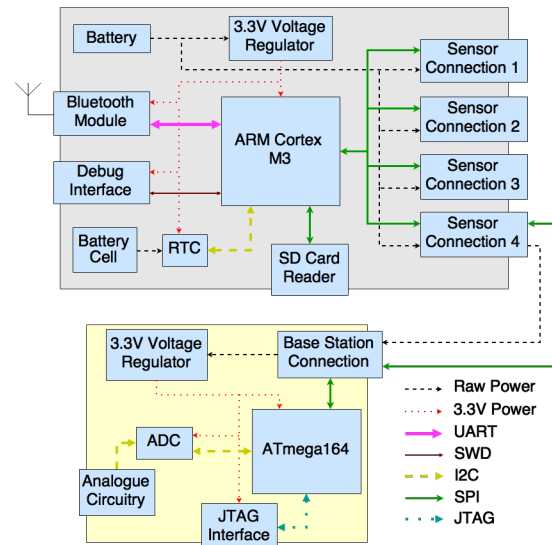 Battery
3.3V Voltage
Regulator
Sensor
Connection 1
Bluetooth
Module
ARM Cortex
M3
Sensor
Connection 2
Debug
Interface
Sensor
Connection 3
Battery
Cell
RTC
SD Card
Reader
Sensor
Connection 4
3.3V Voltage
Regulator
Base Station
Connection
ADC
ATmega164
Analogue
Circuitry
JTAG
Interface
Raw Power
3.3V Power
UART
SWD
I2C
SPI
JTAG